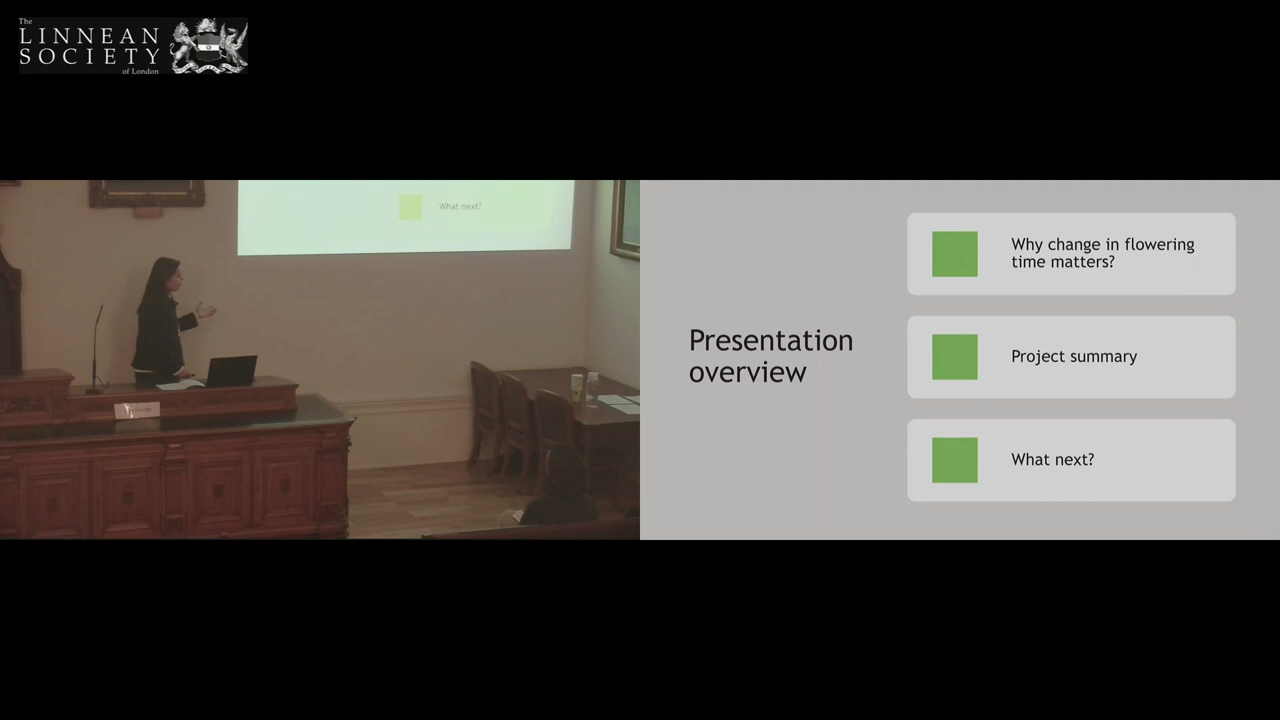 The
LINNEAN
SOCIETY
of London
What next?
Presentation
overview
Why change in flowering
time matters?
Project summary
What next?